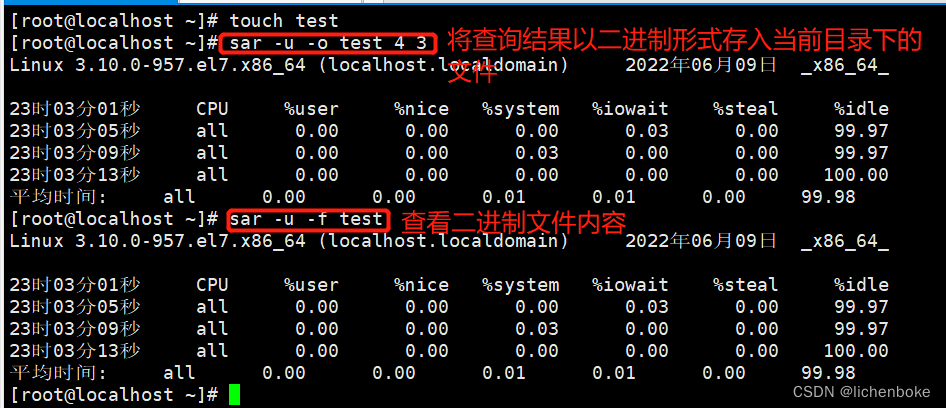 [root@localhost ~]# touch test
[root@localhost ~]# sar -u -o test 4 3 将查询结果以二进制形式存入当前目录下的
Linux 3.10.0-957.el7.x86_64 (localhost.localdomain) 2022年06月09日 _x86_64_
文件
23时03分01秒 CPU %user %nice %system %iowait %steal %idle
23时03分05秒 all 0.00 0.00 0.00 0.03 0.00 99.97
23时03分09秒 all 0.00 0.00 0.03 0.00 0.00 99.97
23时03分13秒 all 0.00 0.00 0.00 0.00 0.00 100.00
平均时间: all 0.00 0.00 0.01 0.01 0.00 99.98
[root@localhost ~]# sar -u -f test 查看二进制文件内容
Linux 3.10.0-957.el7.x86_64 (localhost.localdomain) 2022年06月09日 _x86_64_
23时03分01秒 CPU %user %nice %system %iowait %steal %idle
23时03分05秒 all 0.00 0.00 0.00 0.03 0.00 99.97
23时03分09秒 all 0.00 0.00 0.03 0.00 0.00 99.97
23时03分13秒 all 0.00 0.00 0.00 0.00 0.00 100.00
平均时间: all 0.00 0.00 0.01 0.01 0.00 99.98
[root@localhost ~]#
CSDN @lichenboke